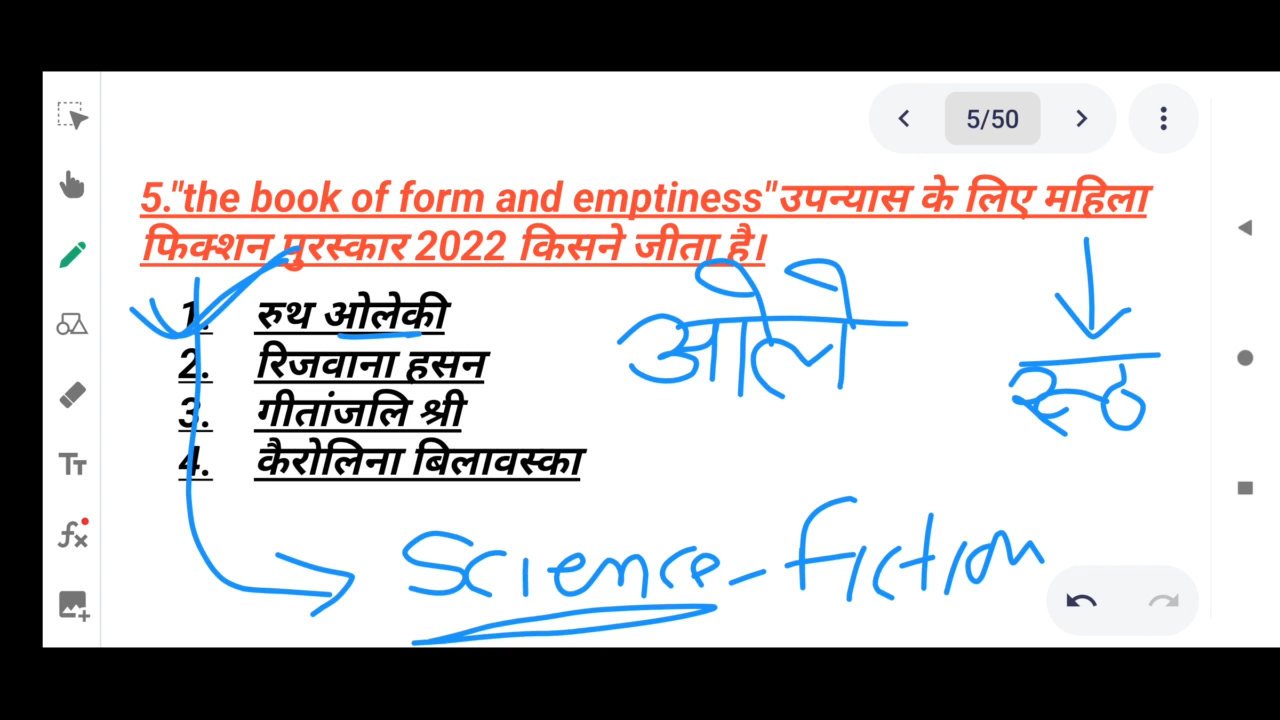 5/50
5."the book of form and emptiness"उपन्यास के लिए महिला
फिक्शन पुरस्कार 2022 किसने जीता है।
1. रुथ ओलेकी
2. रिजवाना हसन
3. गीतांजलि श्री
4. कैरोलिना बिलावस्का
Science-fiction